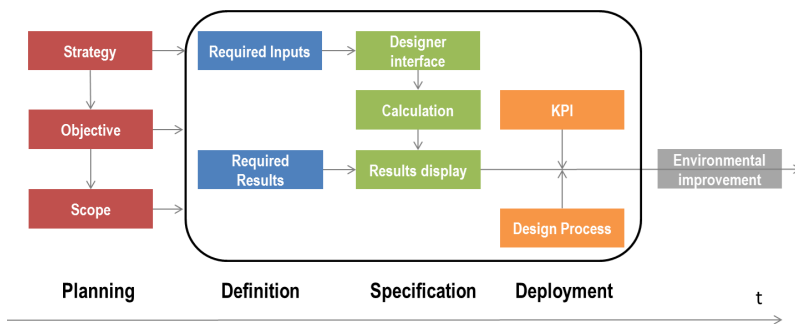 Strategy
Required Inputs
Designer
interface
Calculation
KPI
Objective
Required
Results
Results display
Environmental
improvement
Scope
Design Process
Planning
Definition
Specification
Deployment
t